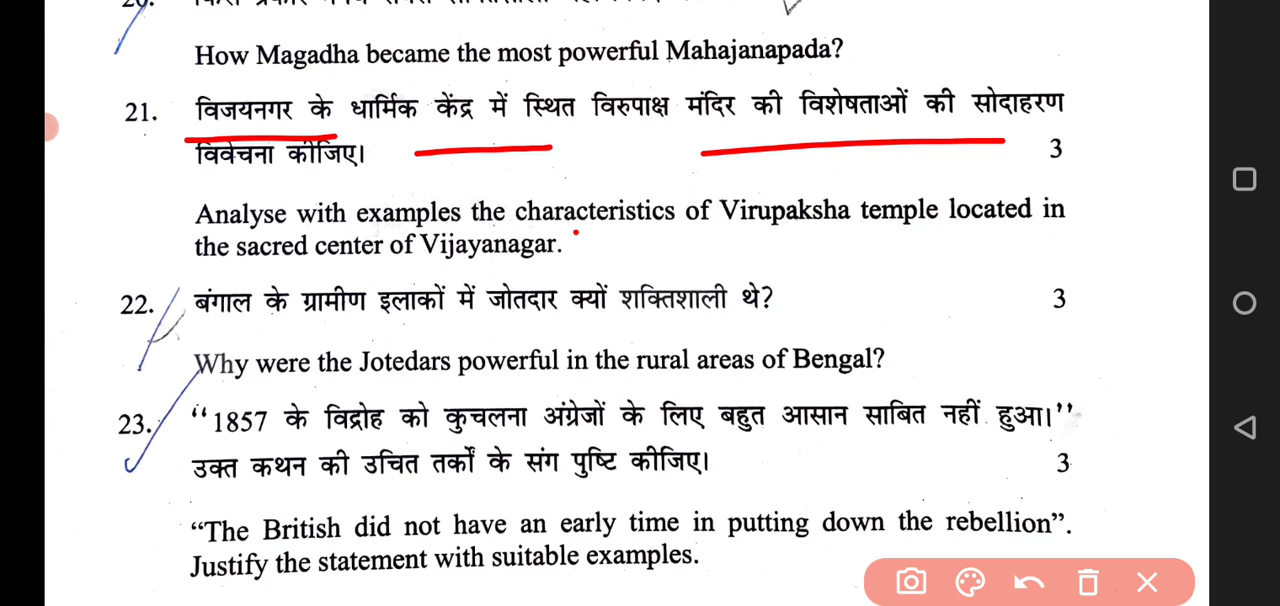 How Magadha became the most powerful Mahajanapada?
21. विजयनगर के धार्मिक केंद्र में स्थित विरुपाक्ष मंदिर की विशेषताओं की सोदाहरण
विवेचना कीजिए। 3
Analyse with examples the characteristics of Virupaksha temple located in
the sacred center of Vijayanagar.
22. बंगाल के ग्रामीण इलाकों में जोतदार क्यों शक्तिशाली थे? 3
Why were the Jotedars powerful in the rural areas of Bengal?
23. “1857 के विद्रोह को कुचलना अंग्रेजों के लिए बहुत आसान साबित नहीं हुआ।”
उक्त कथन की उचित तर्कों के संग पुष्टि कीजिए। 3
“The British did not have an early time in putting down the rebellion”.
Justify the statement with suitable examples.